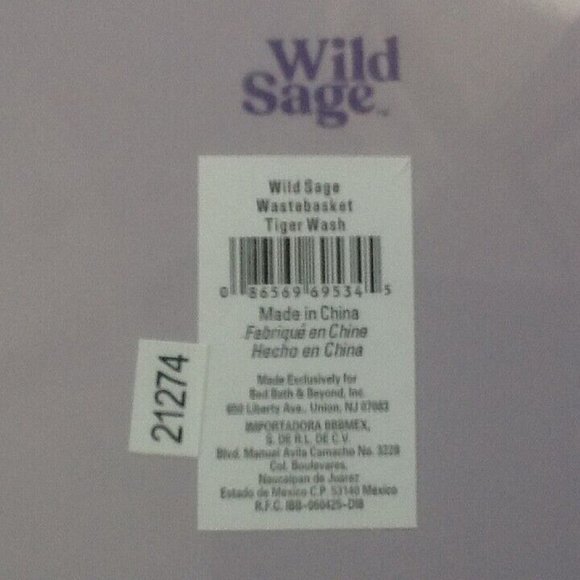 Wild
Sage™
Wild Sage
Wastebasket
Tiger Wash
0 86569 69534 5
Made in China
Fabriqué en Chine
Hecho en China
Made Exclusively for
Bed Bath & Beyond, Inc.
650 Liberty Ave., Union, NJ 07083
IMPORTADORA BBBMEX,
S. DE R.L. DE C.V.
Blvd. Manuel Avila Camacho No. 3228
Col. Boulevares,
Naucalpan de Juarez
Estado de Mexico C.P. 53140 Mexico
R.F.C. IBB-060425-DI8
21274